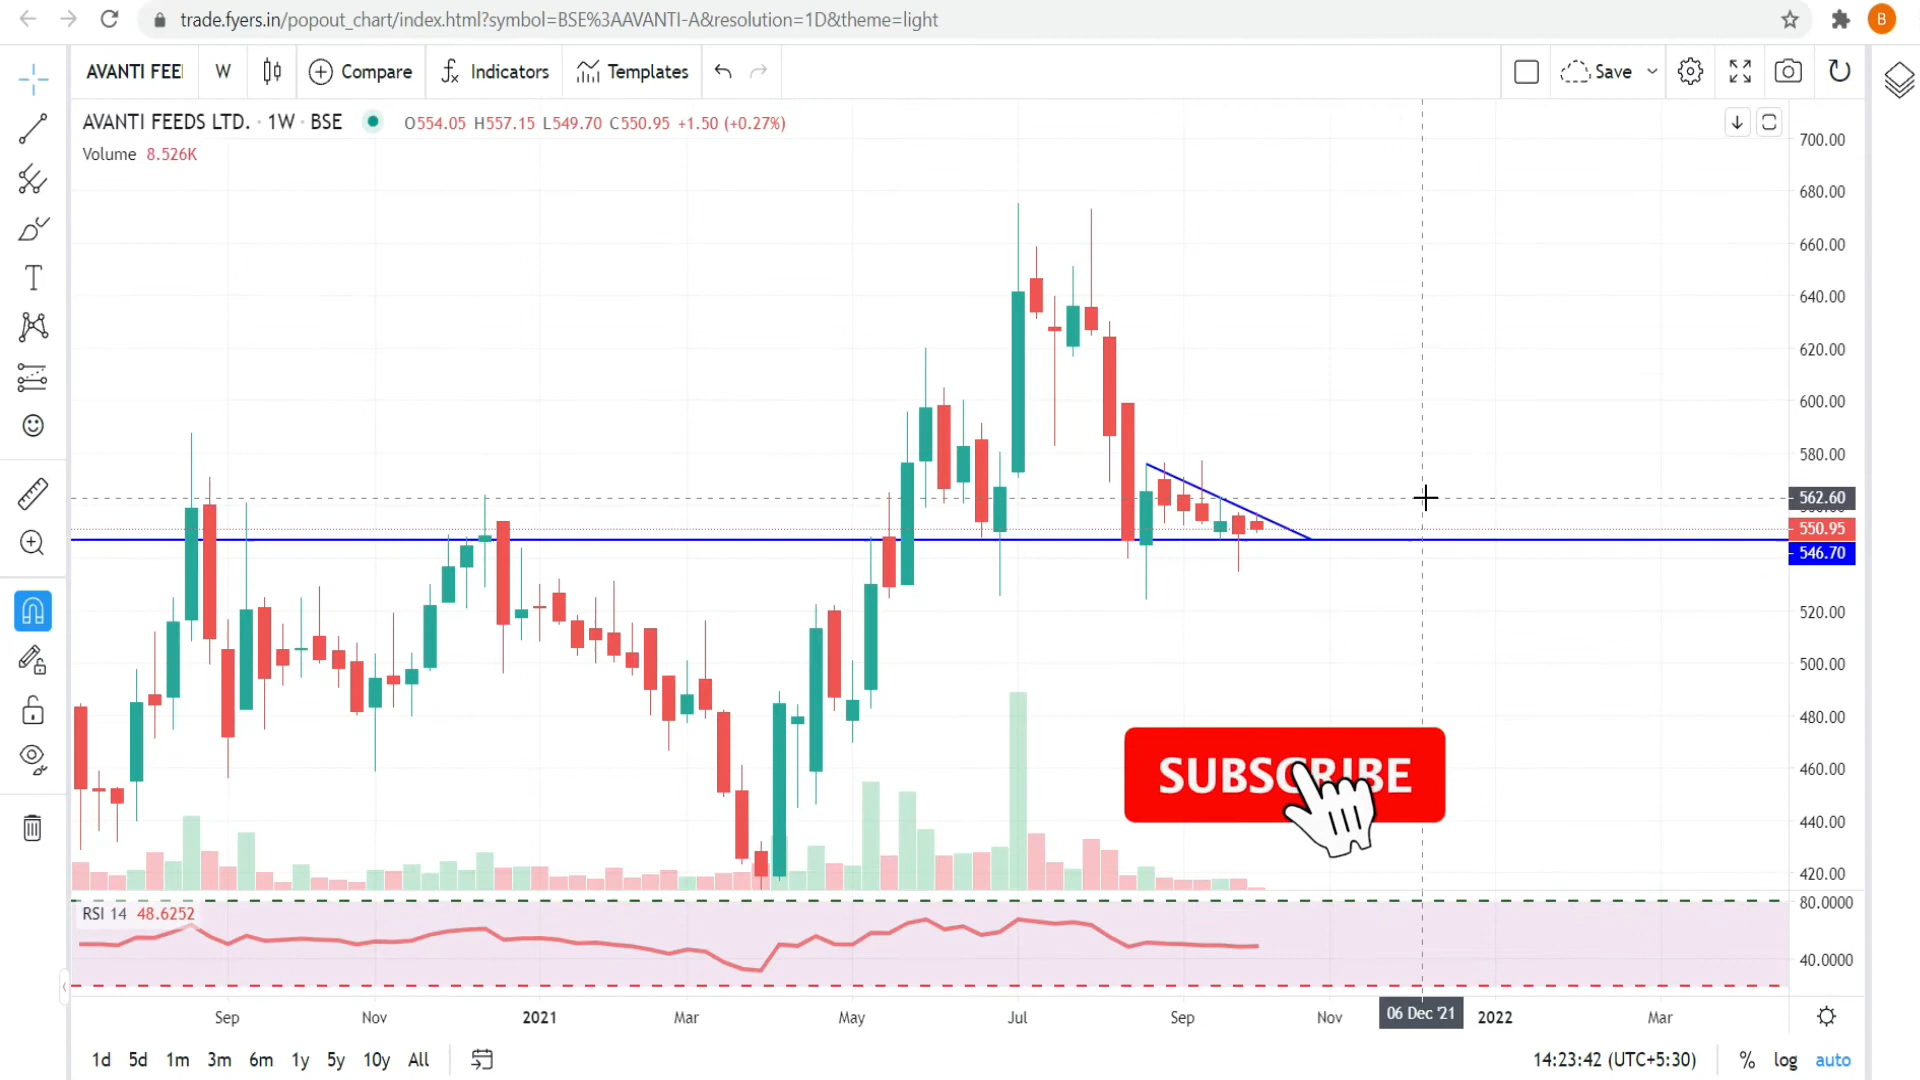 trade.fyers.in/popout_chart/index.html?symbol=BSE%3AAVANTI-A&resolution=1D&theme=light
B
AVANTI FEE
W
Compare
Indicators
Templates
Save
AVANTI FEEDS LTD. · 1W · BSE
O554.05 H557.15 L549.70 C550.95 +1.50 (+0.27%)
Volume 8.526K
700.00
680.00
660.00
640.00
620.00
600.00
580.00
562.60
550.95
546.70
520.00
500.00
480.00
460.00
440.00
420.00
SUBSCRIBE
RSI 14 48.6252
80.0000
40.0000
Sep
Nov
2021
Mar
May
Jul
Sep
Nov
06 Dec '21
2022
Mar
1d 5d 1m 3m 6m 1y 5y 10y All
14:23:42 (UTC+5:30)
% log auto